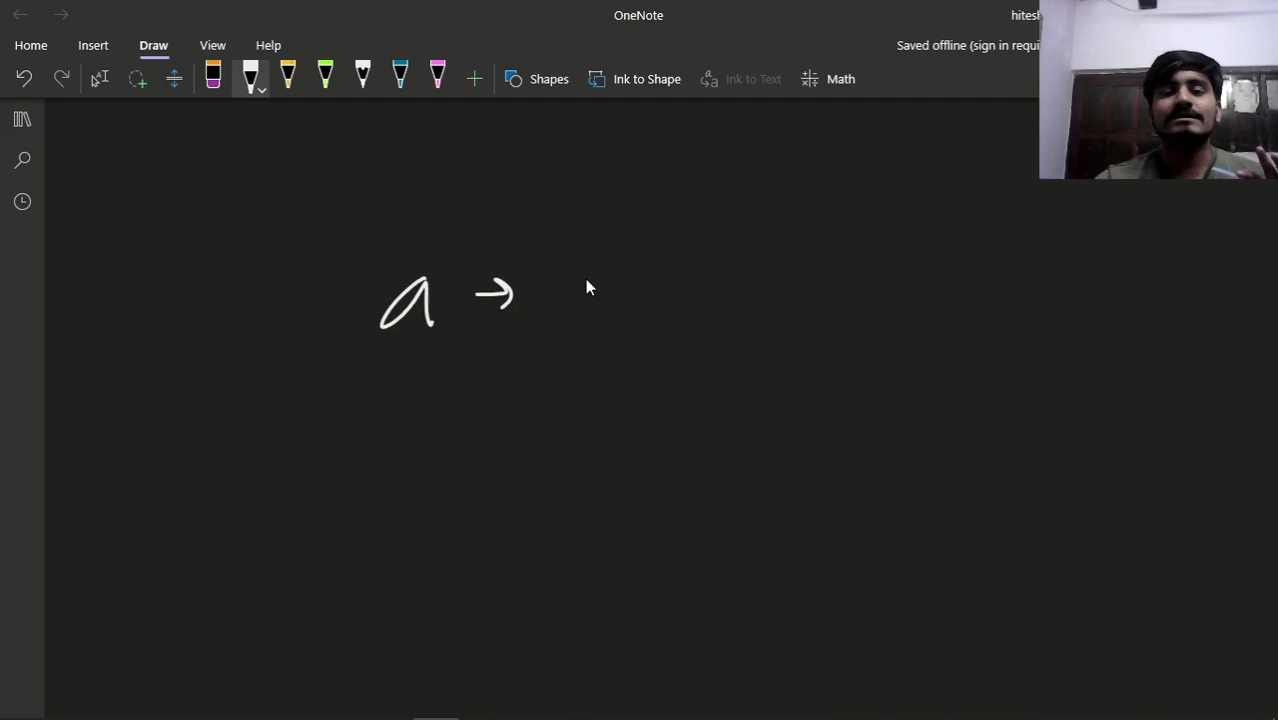 OneNote
hitesh
Home Insert Draw View Help
Saved offline (sign in requi
Shapes Ink to Shape Ink to Text Math
a →